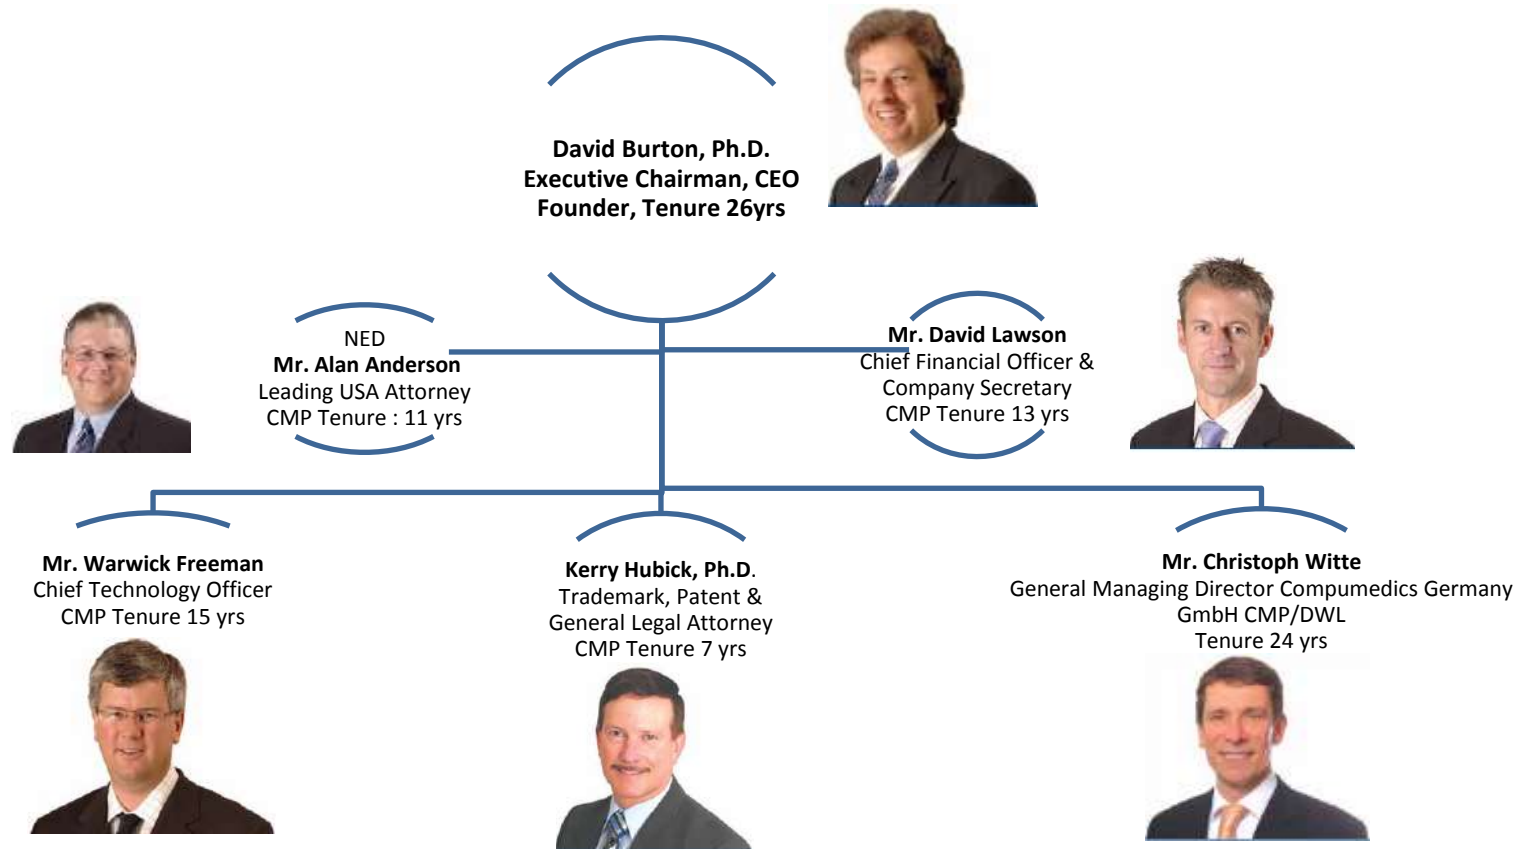 David Burton, Ph.D.
Executive Chairman, CEO
Founder, Tenure 26yrs
NED
Mr. Alan Anderson
Leading USA Attorney
CMP Tenure : 11 yrs
Mr. David Lawson
Chief Financial Officer &
Company Secretary
CMP Tenure 13 yrs
Mr. Warwick Freeman
Chief Technology Officer
CMP Tenure 15 yrs
Kerry Hubick, Ph.D.
Trademark, Patent &
General Legal Attorney
CMP Tenure 7 yrs
Mr. Christoph Witte
General Managing Director Compumedics Germany
GmbH CMP/DWL
Tenure 24 yrs